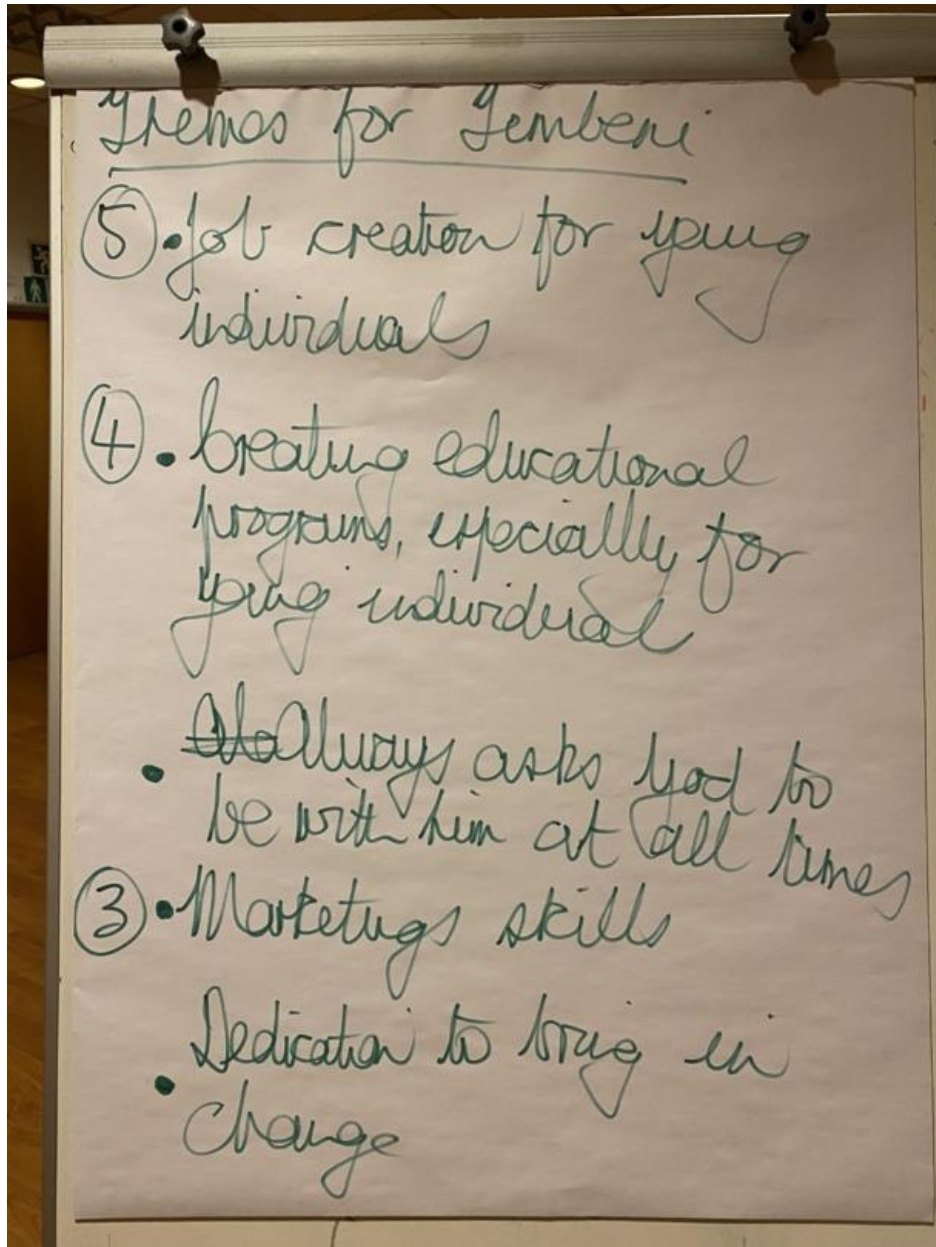 Themes for Tembeni
⑤ • Job creation for young
individuals
④ • Creating educational
programs, especially for
young individual
• Always asks God to
be with him at all times
③ • Marketings skills
Dedication to bring in
• change